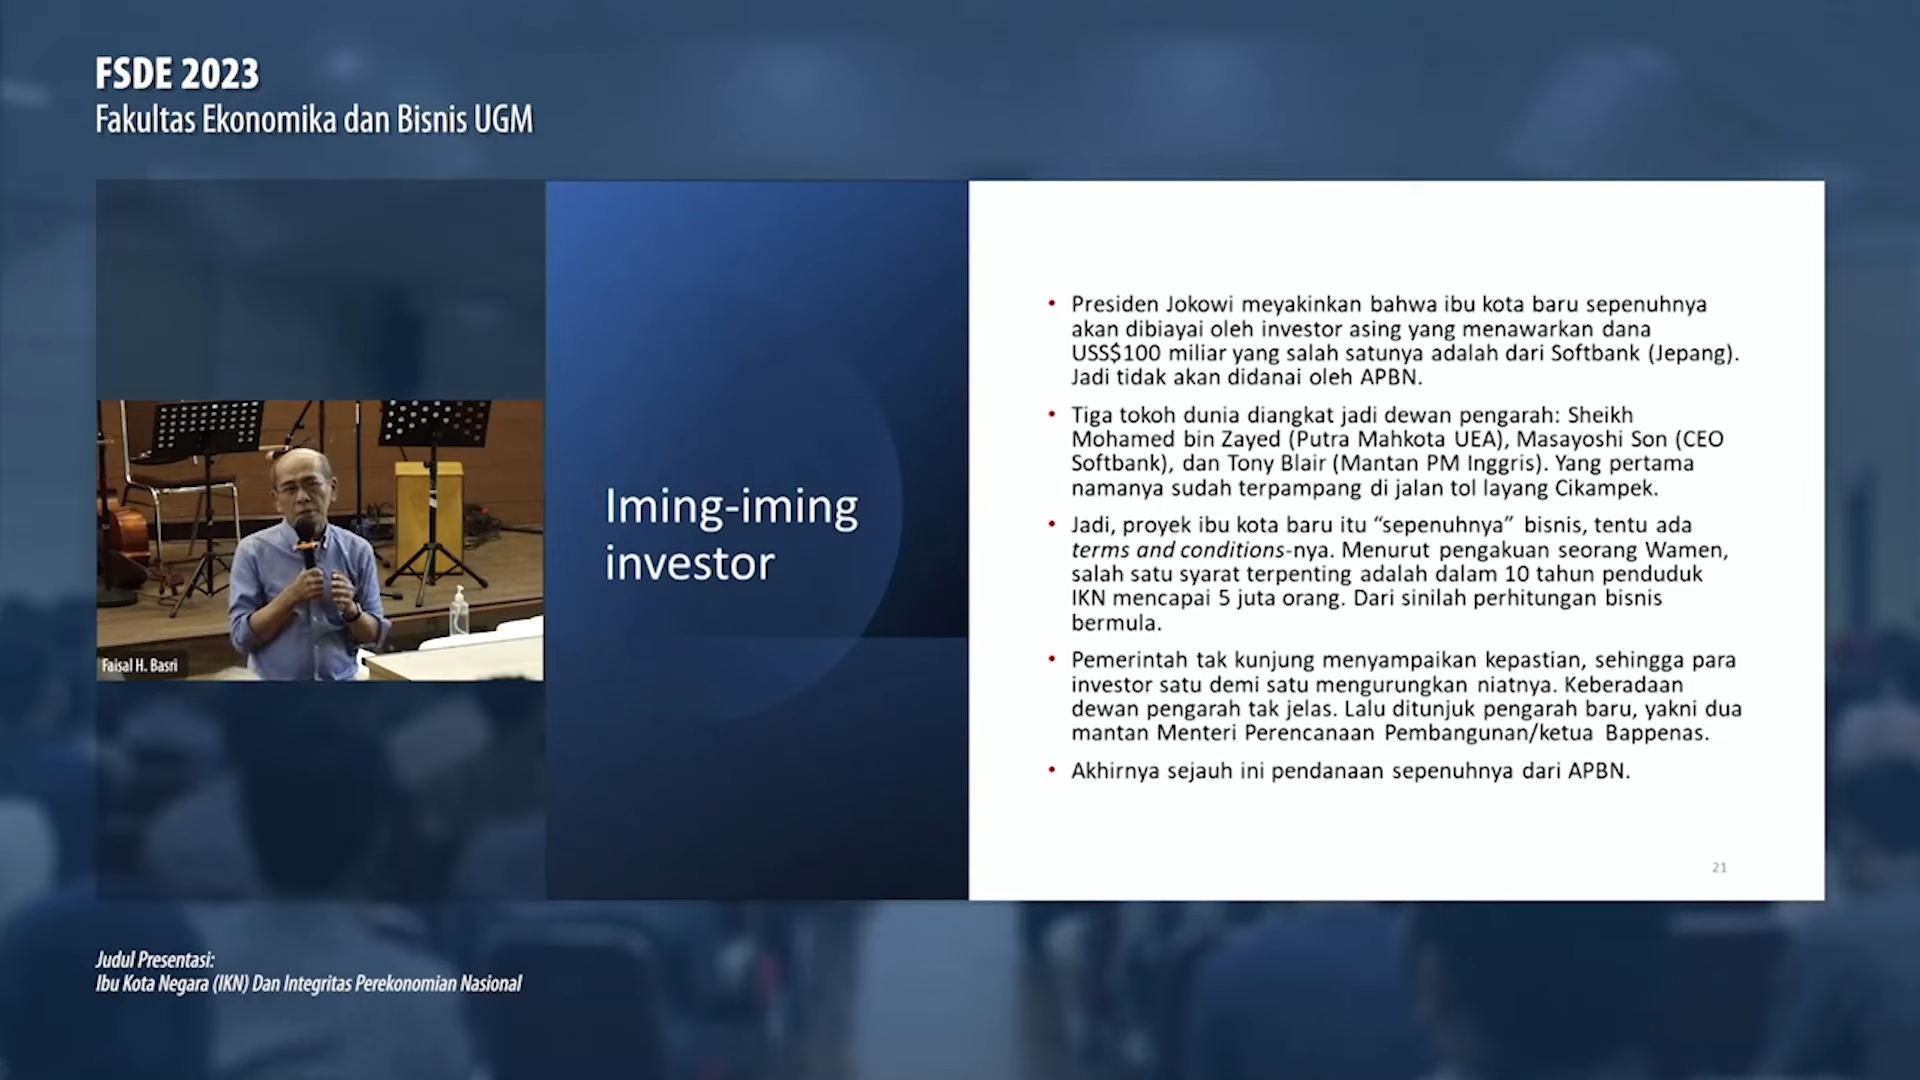 FSDE 2023
Fakultas Ekonomika dan Bisnis UGM
Faisal H. Basri
Iming-iming
investor
• Presiden Jokowi meyakinkan bahwa ibu kota baru sepenuhnya
akan dibiayai oleh investor asing yang menawarkan dana
USS$100 miliar yang salah satunya adalah dari Softbank (Jepang).
Jadi tidak akan didanai oleh APBN.
• Tiga tokoh dunia diangkat jadi dewan pengarah: Sheikh
Mohamed bin Zayed (Putra Mahkota UEA), Masayoshi Son (CEO
Softbank), dan Tony Blair (Mantan PM Inggris). Yang pertama
namanya sudah terpampang di jalan tol layang Cikampek.
• Jadi, proyek ibu kota baru itu “sepenuhnya” bisnis, tentu ada
terms and conditions-nya. Menurut pengakuan seorang Wamen,
salah satu syarat terpenting adalah dalam 10 tahun penduduk
IKN mencapai 5 juta orang. Dari sinilah perhitungan bisnis
bermula.
• Pemerintah tak kunjung menyampaikan kepastian, sehingga para
investor satu demi satu mengurungkan niatnya. Keberadaan
dewan pengarah tak jelas. Lalu ditunjuk pengarah baru, yakni dua
mantan Menteri Perencanaan Pembangunan/ketua Bappenas.
• Akhirnya sejauh ini pendanaan sepenuhnya dari APBN.
21
Judul Presentasi:
Ibu Kota Negara (IKN) Dan Integritas Perekonomian Nasional